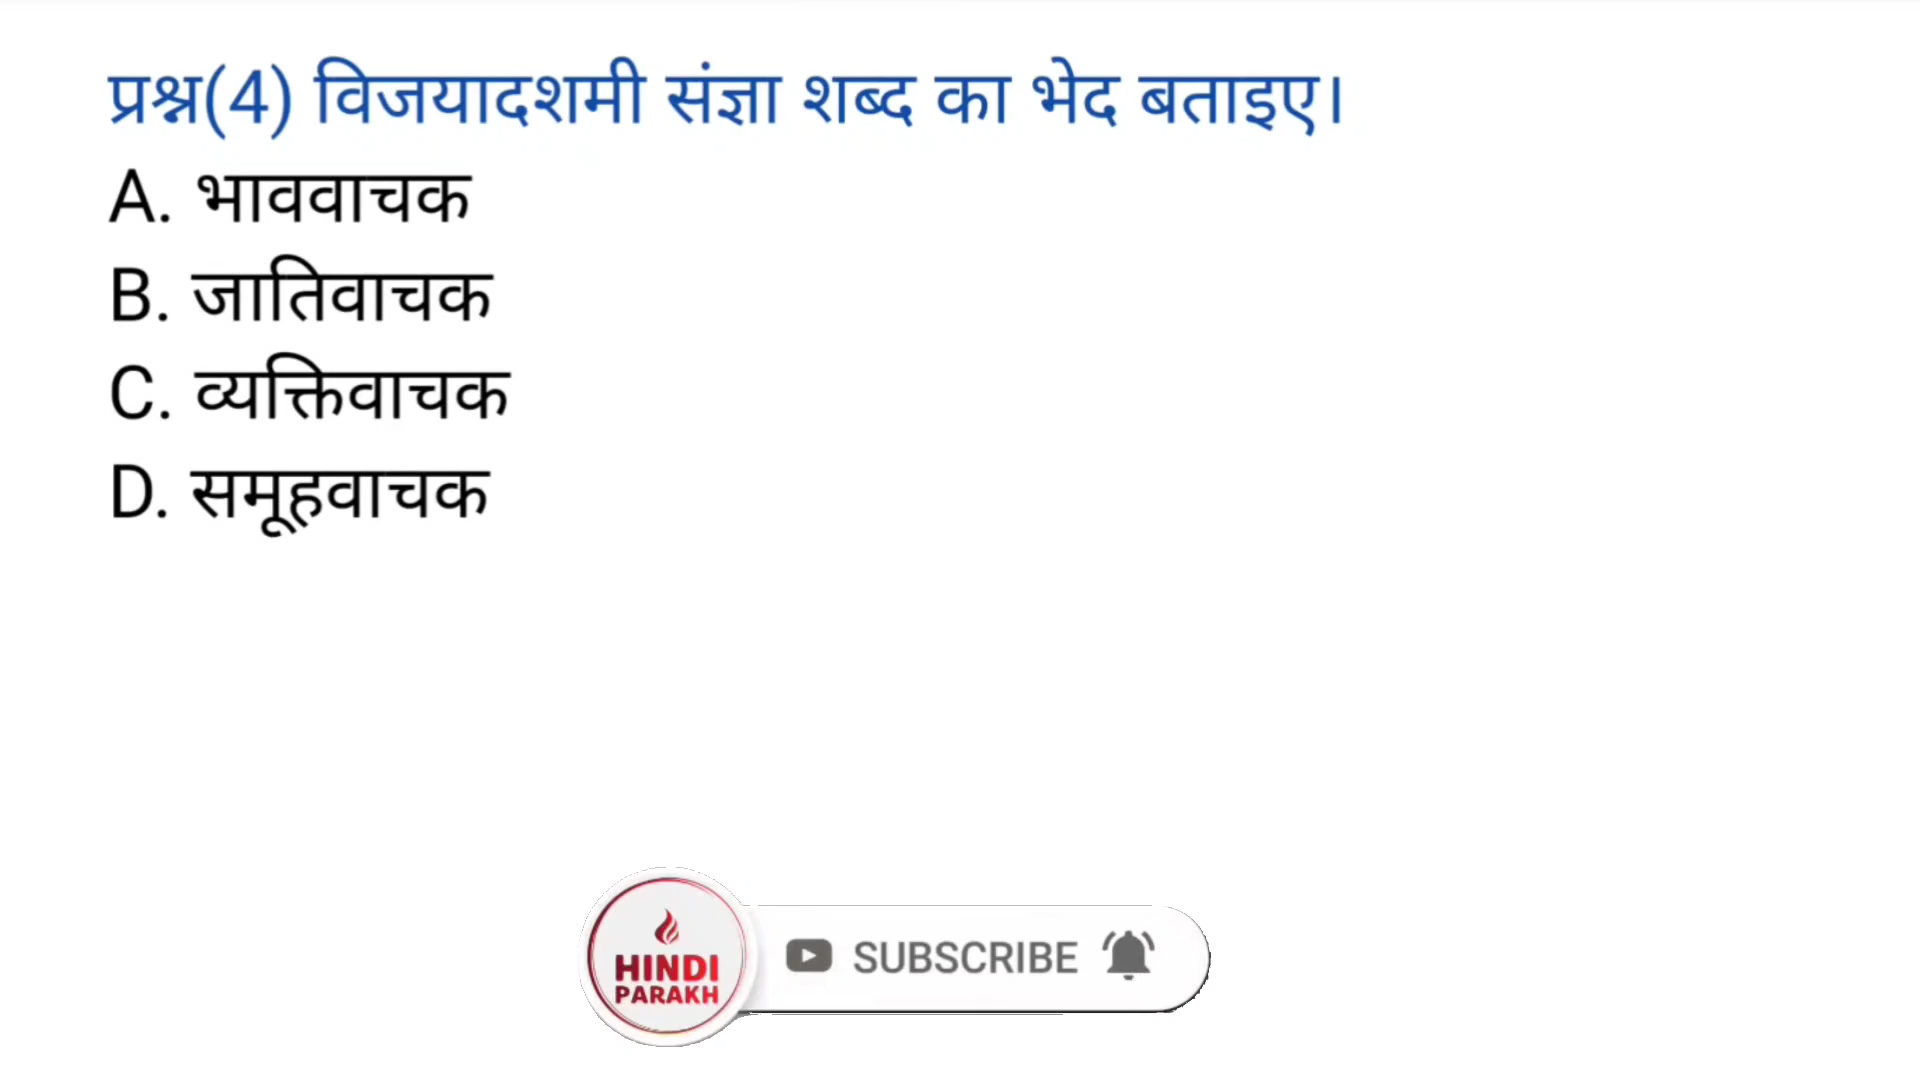 प्रश्न(4) विजयादशमी संज्ञा शब्द का भेद बताइए।
A. भाववाचक
B. जातिवाचक
C. व्यक्तिवाचक
D. समूहवाचक
HINDI
PARAKH
SUBSCRIBE